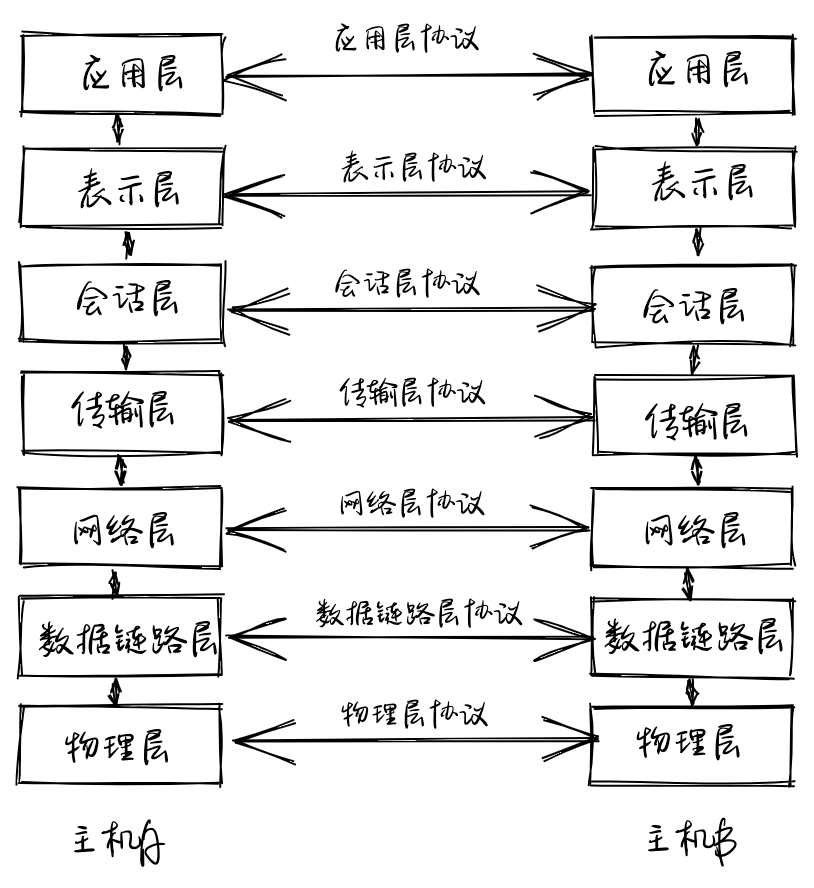 应用层协议
应用层
应用层
表示层协议
表示层
表示层
会话层协议
会话层
会话层
传输层协议
传输层
传输层
网络层协议
网络层
网络层
数据链路层协议
数据链路层
数据链路层
物理层协议
物理层
物理层
主机A
主机B